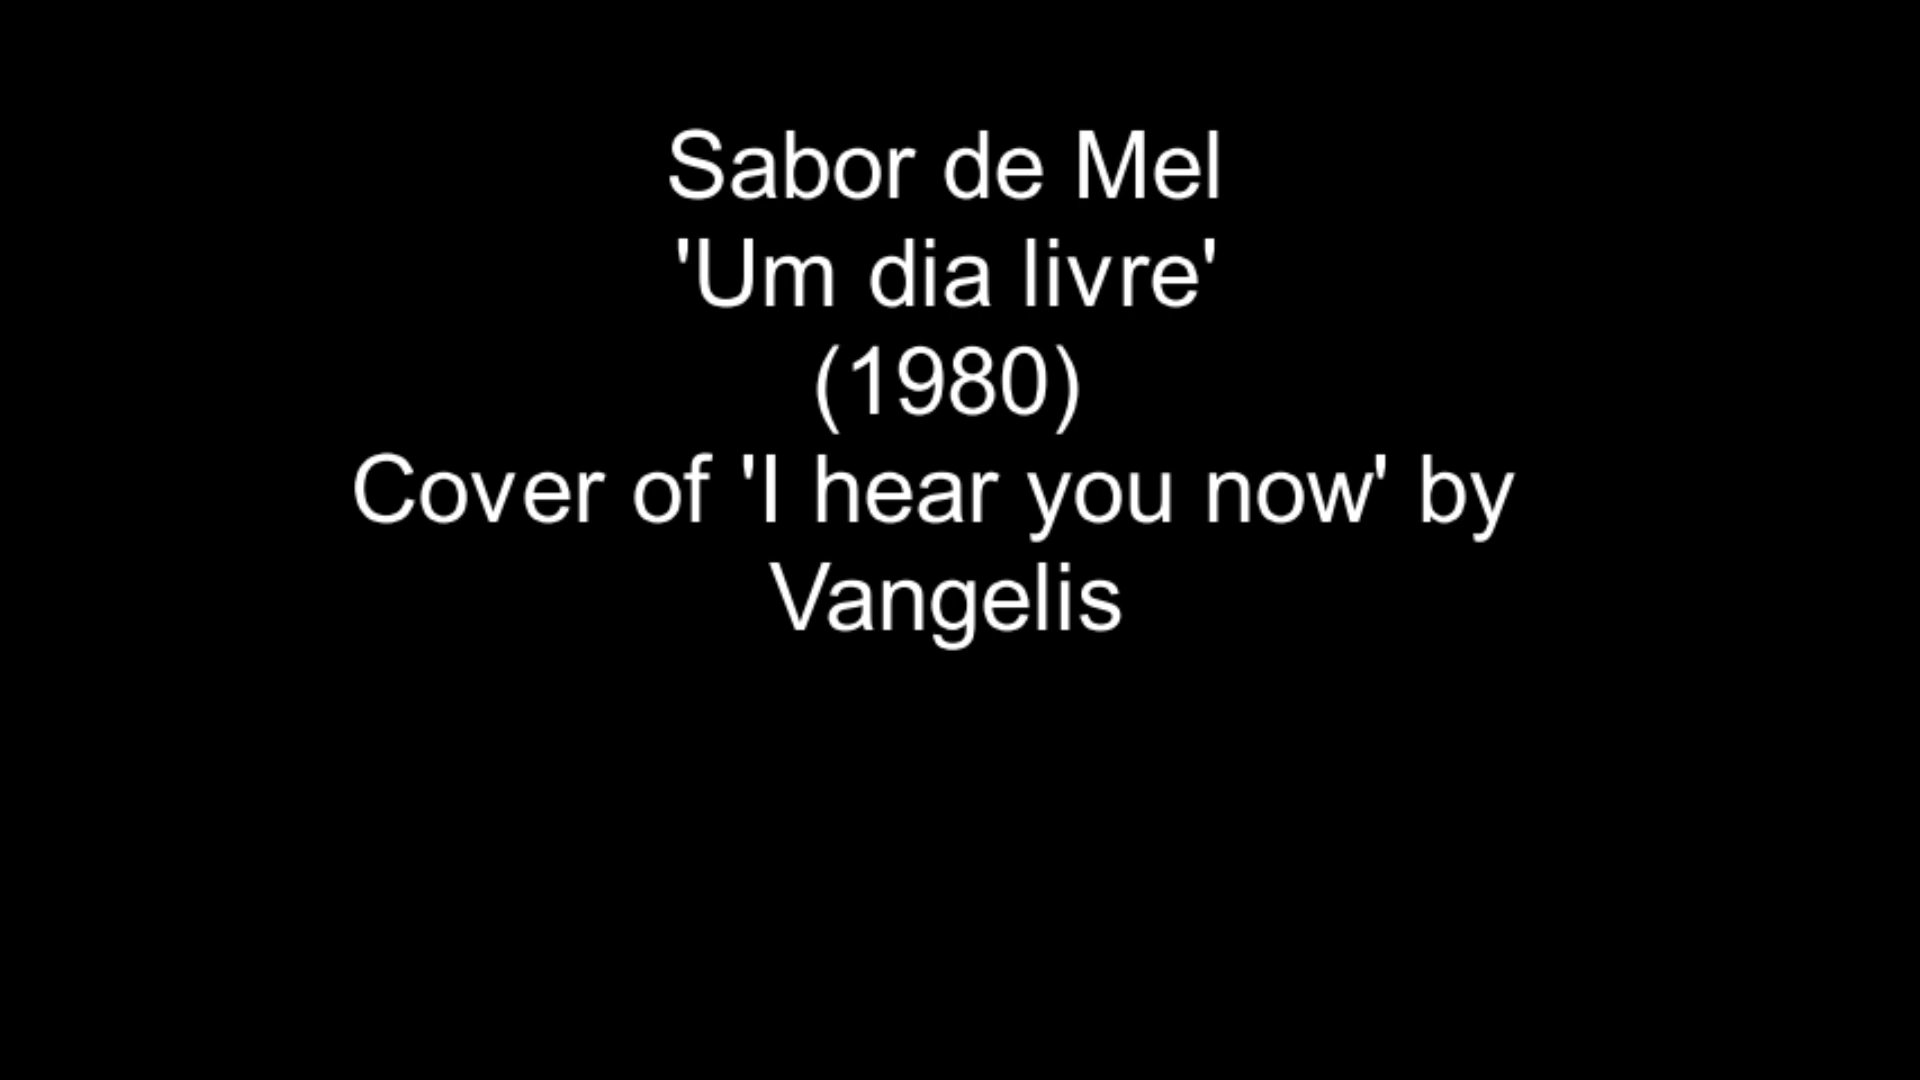 Sabor de Mel
'Um dia livre'
(1980)
Cover of 'I hear you now' by
Vangelis